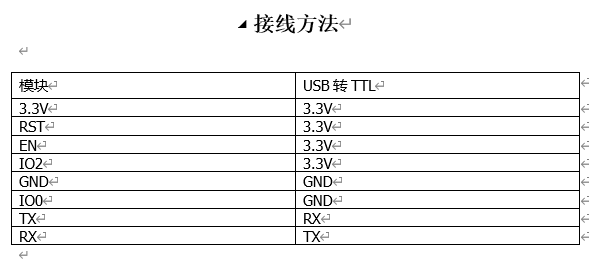 接线方法
模块 USB 转 TTL
3.3V 3.3V
RST 3.3V
EN 3.3V
IO2 3.3V
GND GND
IO0 GND
TX RX
RX TX